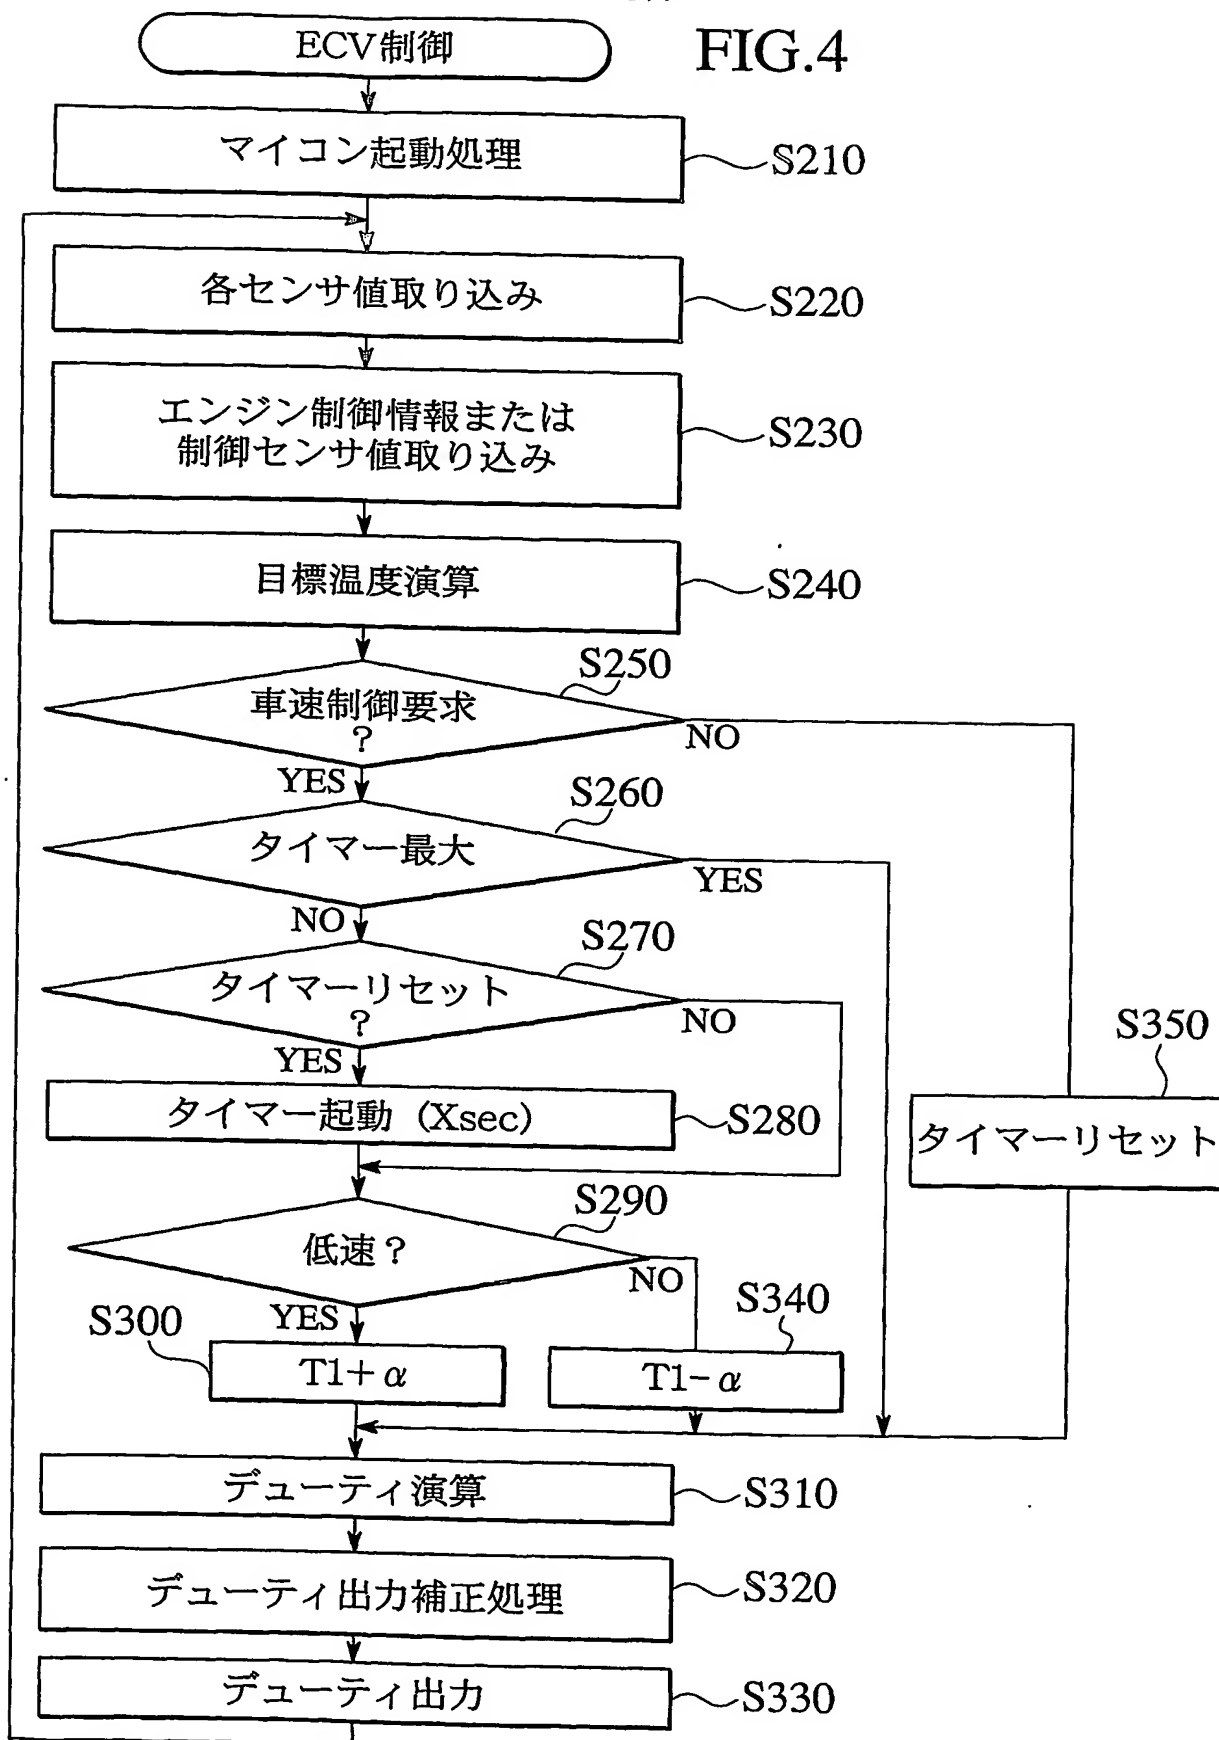 ECV制御
FIG.4
マイコン起動処理
S210
各センサ値取り込み
S220
エンジン制御情報または
制御センサ値取り込み
S230
目標温度演算
S240
S250
車速制御要求
?
NO
YES
S260
タイマー最大
YES
NO
S270
タイマーリセット
?
NO
YES
S350
タイマー起動 (Xsec)
S280
タイマーリセット
S290
低速?
NO
YES
S300
S340
T1+α
T1-α
デューティ演算
S310
デューティ出力補正処理
S320
デューティ出力
S330